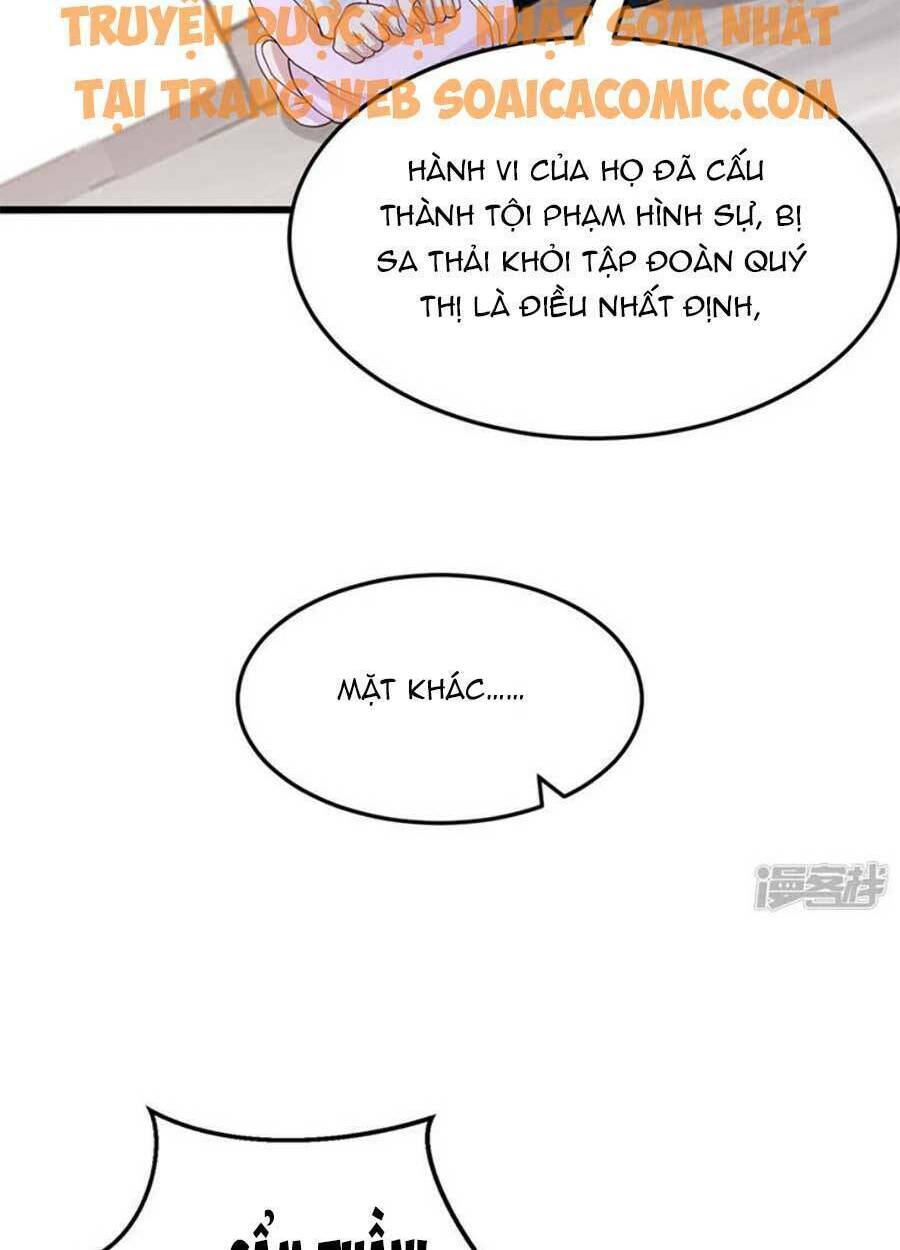 TRUYỆN ĐƯỢC CẬP NHẬT SỚM NHẤT
TẠI TRANG WEB SOAICACOMIC.COM
HÀNH VI CỦA HỌ ĐÃ CẤU
THÀNH TỘI PHẠM HÌNH SỰ, BỊ
SA THẢI KHỎI TẬP ĐOÀN QUÝ
THỊ LÀ ĐIỀU NHẤT ĐỊNH,
MẶT KHÁC......
漫客栈